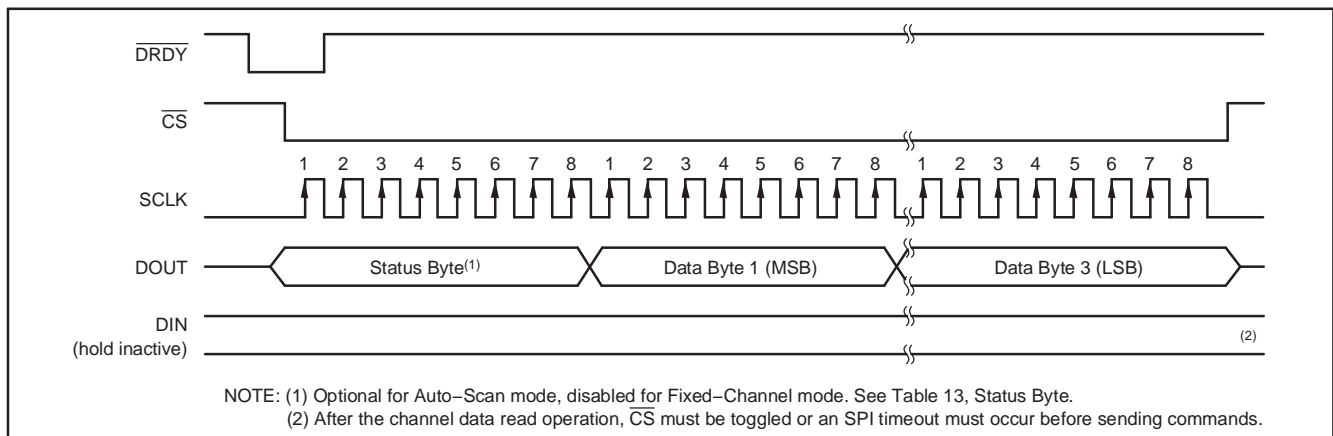 DRDY
CS
1 2 3 4 5 6 7 8 1 2 3 4 5 6 7 8 1 2 3 4 5 6 7 8
SCLK
DOUT Status Byte(1) Data Byte 1 (MSB) Data Byte 3 (LSB)
DIN
(hold inactive) (2)
NOTE: (1) Optional for Auto−Scan mode, disabled for Fixed−Channel mode. See Table 13, Status Byte.
(2) After the channel data read operation, CS must be toggled or an SPI timeout must occur before sending commands.